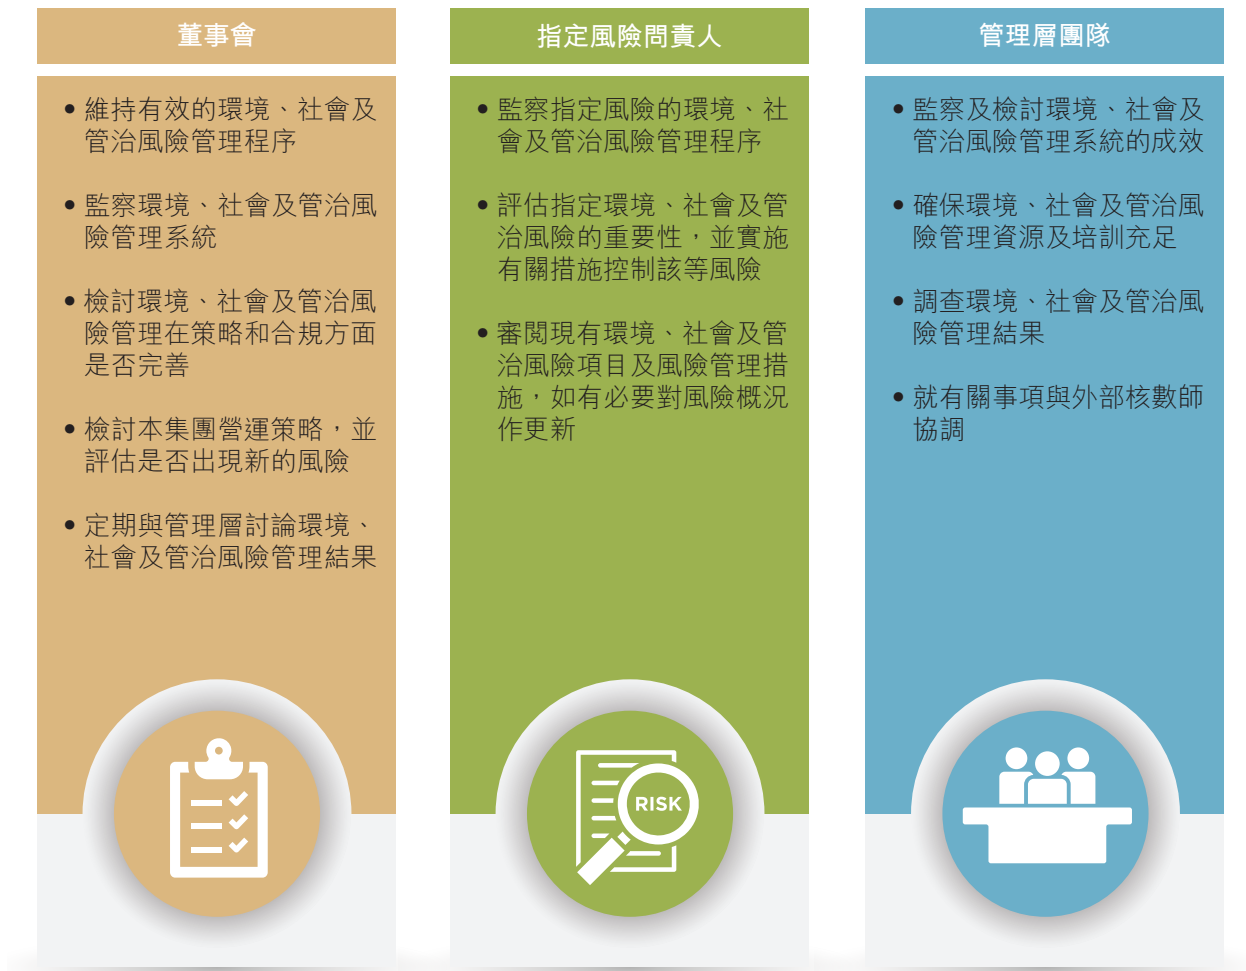 董事會
• 維持有效的環境、社會及
管治風險管理程序
• 監察環境、社會及管治風
險管理系統
• 檢討環境、社會及管治風
險管理在策略和合規方面
是否完善
• 檢討本集團營運策略，並
評估是否出現新的風險
• 定期與管理層討論環境、
社會及管治風險管理結果
指定風險問責人
• 監察指定風險的環境、社
會及管治風險管理程序
• 評估指定環境、社會及管
治風險的重要性，並實施
有關措施控制該等風險
• 審閱現有環境、社會及管
治風險項目及風險管理措
施，如有必要對風險概況
作更新
RISK
管理層團隊
• 監察及檢討環境、社會及
管治風險管理系統的成效
• 確保環境、社會及管治風
險管理資源及培訓充足
• 調查環境、社會及管治風
險管理結果
• 就有關事項與外部核數師
協調